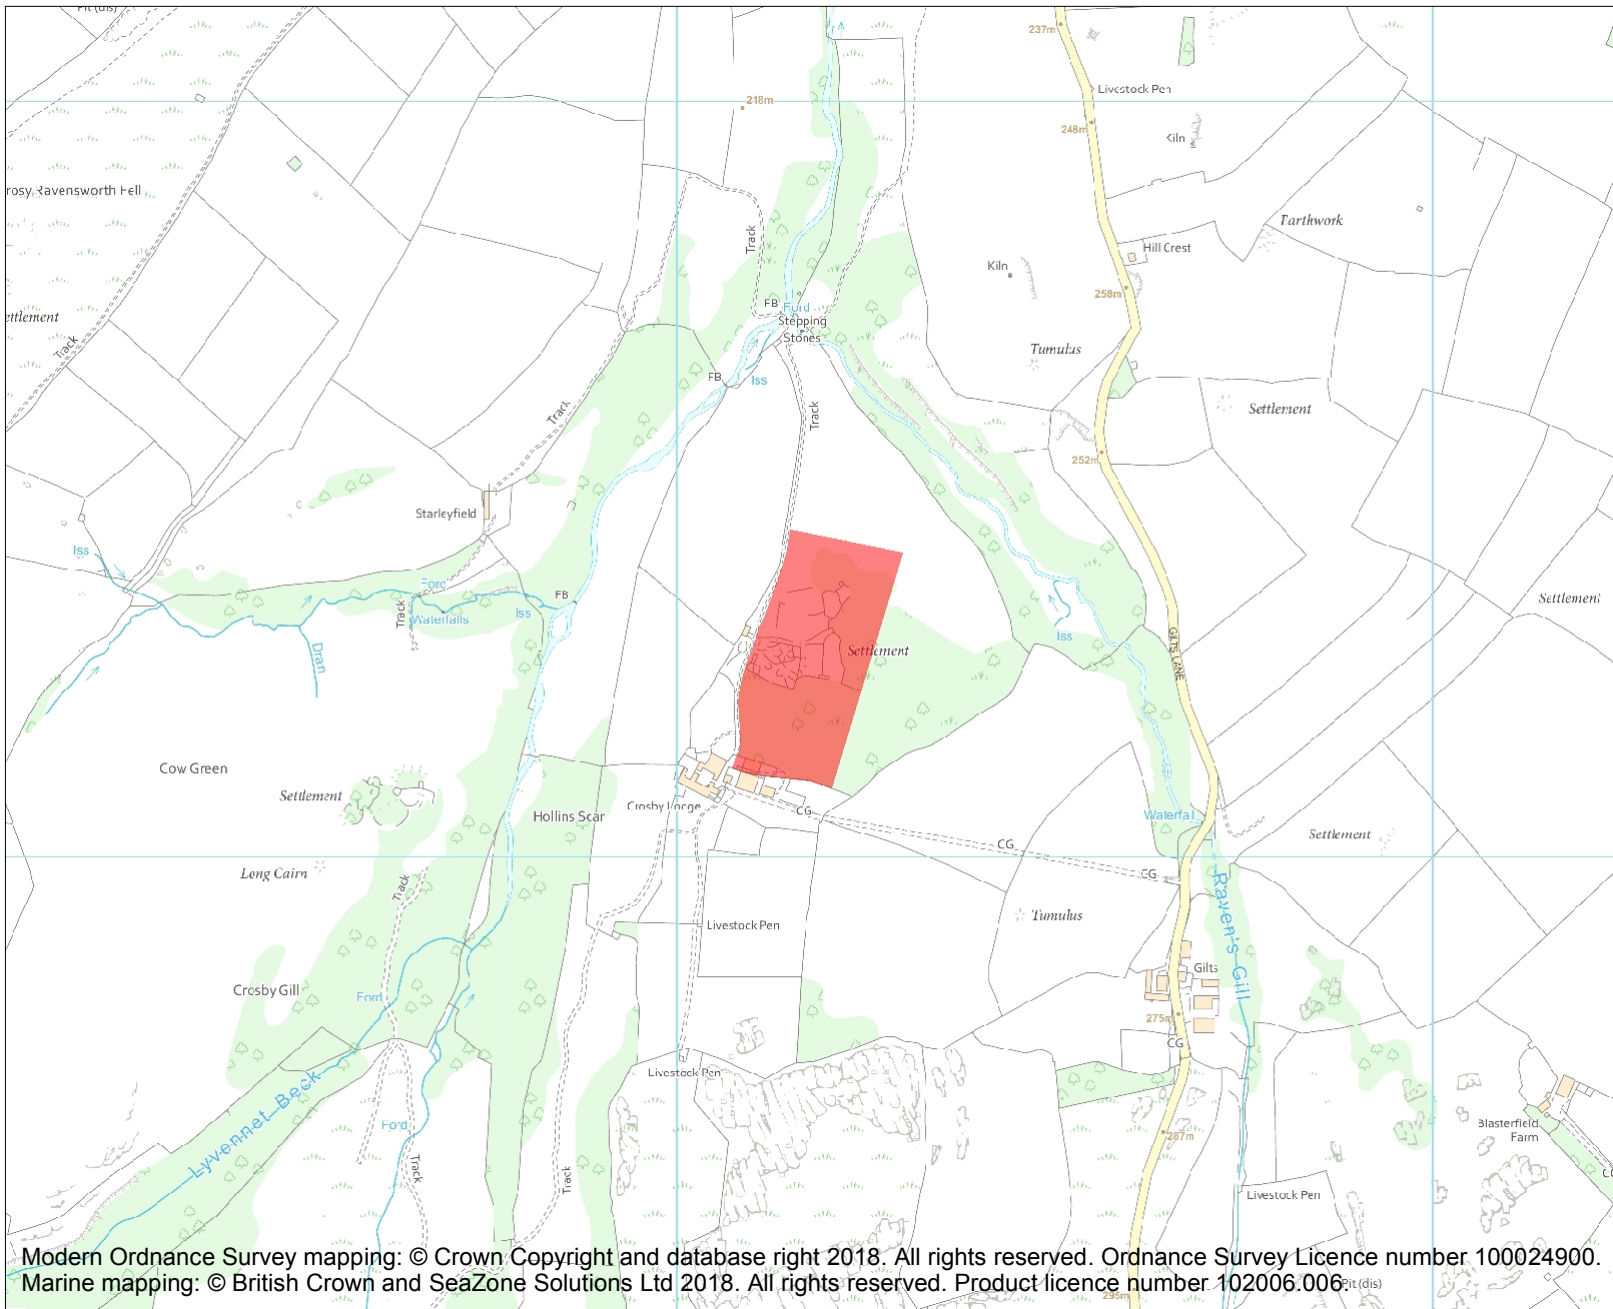 Pit (dis)
237m
Livestock Pen
218m
248m
Kiln
Earthwork
Track
Hill Crest
Kiln
258m
FB
Ford
Stepping
Stones
Track
Tumulus
FB
Iss
Track
Track
Settlement
252m
Starleyfield
Iss
Ford
Waterfalls
Iss
FB
Track
Settlement
Iss
Settlement
GILTS LANE
Cow Green
Settlement
Hollins Scar
Crosby Lodge
CG
CG
Settlement
Long Cairn
Track
CG
Raven's Gill
Livestock Pen
Tumulus
Gilts
Crosby Gill
Ford
275m
CG
Livestock Pen
Lyvennet Beck
Ford
287m
Blasterfield
Farm
Track
Track
Livestock Pen
Modern Ordnance Survey mapping: © Crown Copyright and database right 2018. All rights reserved. Ordnance Survey Licence number 100024900.
Marine mapping: © British Crown and SeaZone Solutions Ltd 2018. All rights reserved. Product licence number 102006.006.
Pit (dis)
295m